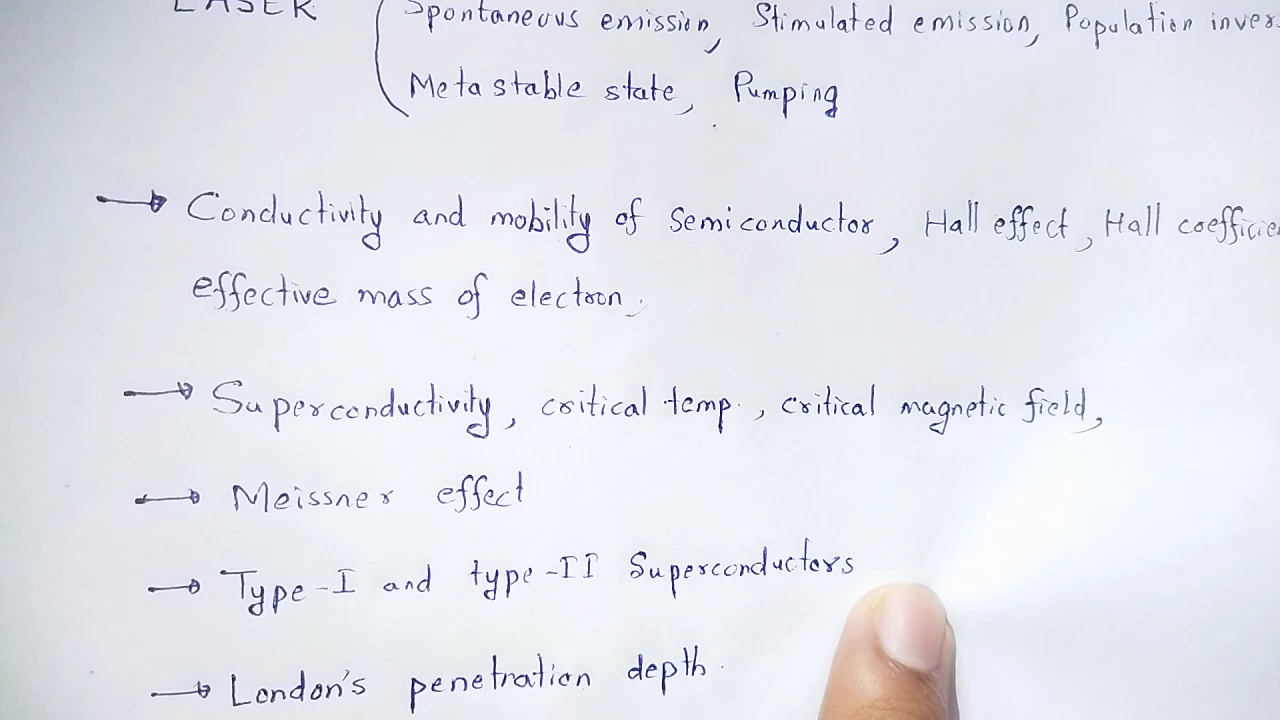 LASER ( Spontaneous emission, Stimulated emission, Population
Metastable state, Pumping
→ Conductivity and mobility of Semiconductor, Hall effect, Hall
effective mass of electron.
→ Superconductivity, critical temp., critical magnetic field,
→ Meissner effect
→ Type-I and type-II Superconductors
→ London's penetration depth.